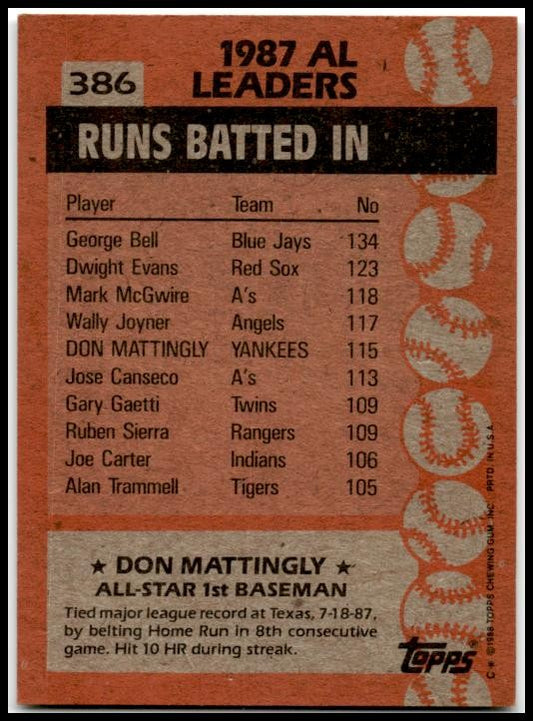 386
1987 AL
LEADERS
RUNS BATTED IN
Player Team No
George Bell Blue Jays 134
Dwight Evans Red Sox 123
Mark McGwire A's 118
Wally Joyner Angels 117
DON MATTINGLY YANKEES 115
Jose Canseco A's 113
Gary Gaetti Twins 109
Ruben Sierra Rangers 109
Joe Carter Indians 106
Alan Trammell Tigers 105
★ DON MATTINGLY ★
ALL-STAR 1st BASEMAN
Tied major league record at Texas, 7-18-87,
by belting Home Run in 8th consecutive
game. Hit 10 HR during streak.
TOPPS®
C* ©1988 TOPPS CHEWING GUM, INC. PRTD. IN U.S.A.